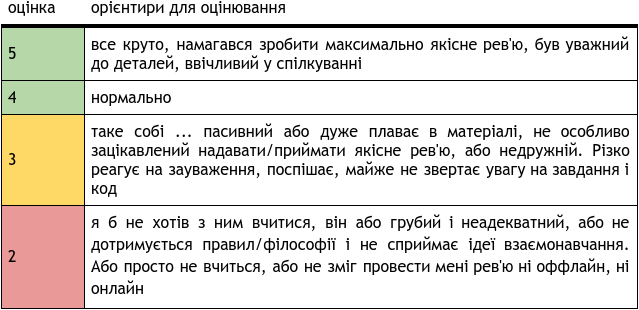 оцінка орієнтири для оцінювання
5 все круто, намагався зробити максимально якісне рев'ю, був уважний
до деталей, ввічливий у спілкуванні
4 нормально
таке собі ... пасивний або дуже плаває в матеріалі, не особливо
зацікавлений надавати/приймати якісне рев'ю, або недружній. Різко
3 реагує на зауваження, поспішає, майже не звертає увагу на завдання і
код
я б не хотів з ним вчитися, він або грубий і неадекватний, або не
дотримується правил/філософії і не сприймає ідеї взаємонавчання.
2 Або просто не вчиться, або не зміг провести мені рев'ю ні оффлайн, ні
онлайн